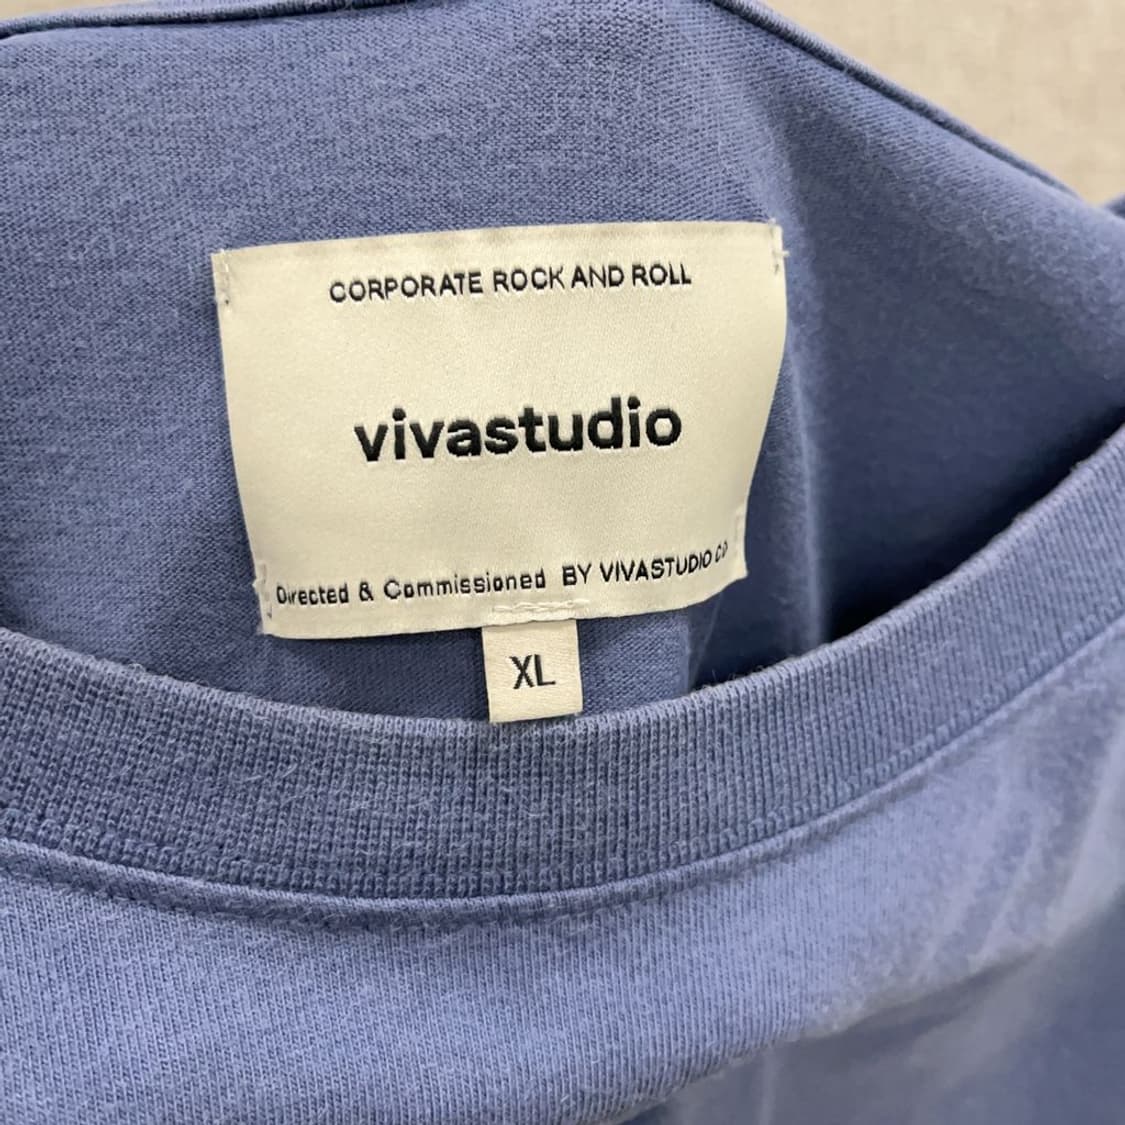 CORPORATE ROCK AND ROLL
vivastudio
Directed & Commissioned BY VIVASTUDIO CO
XL